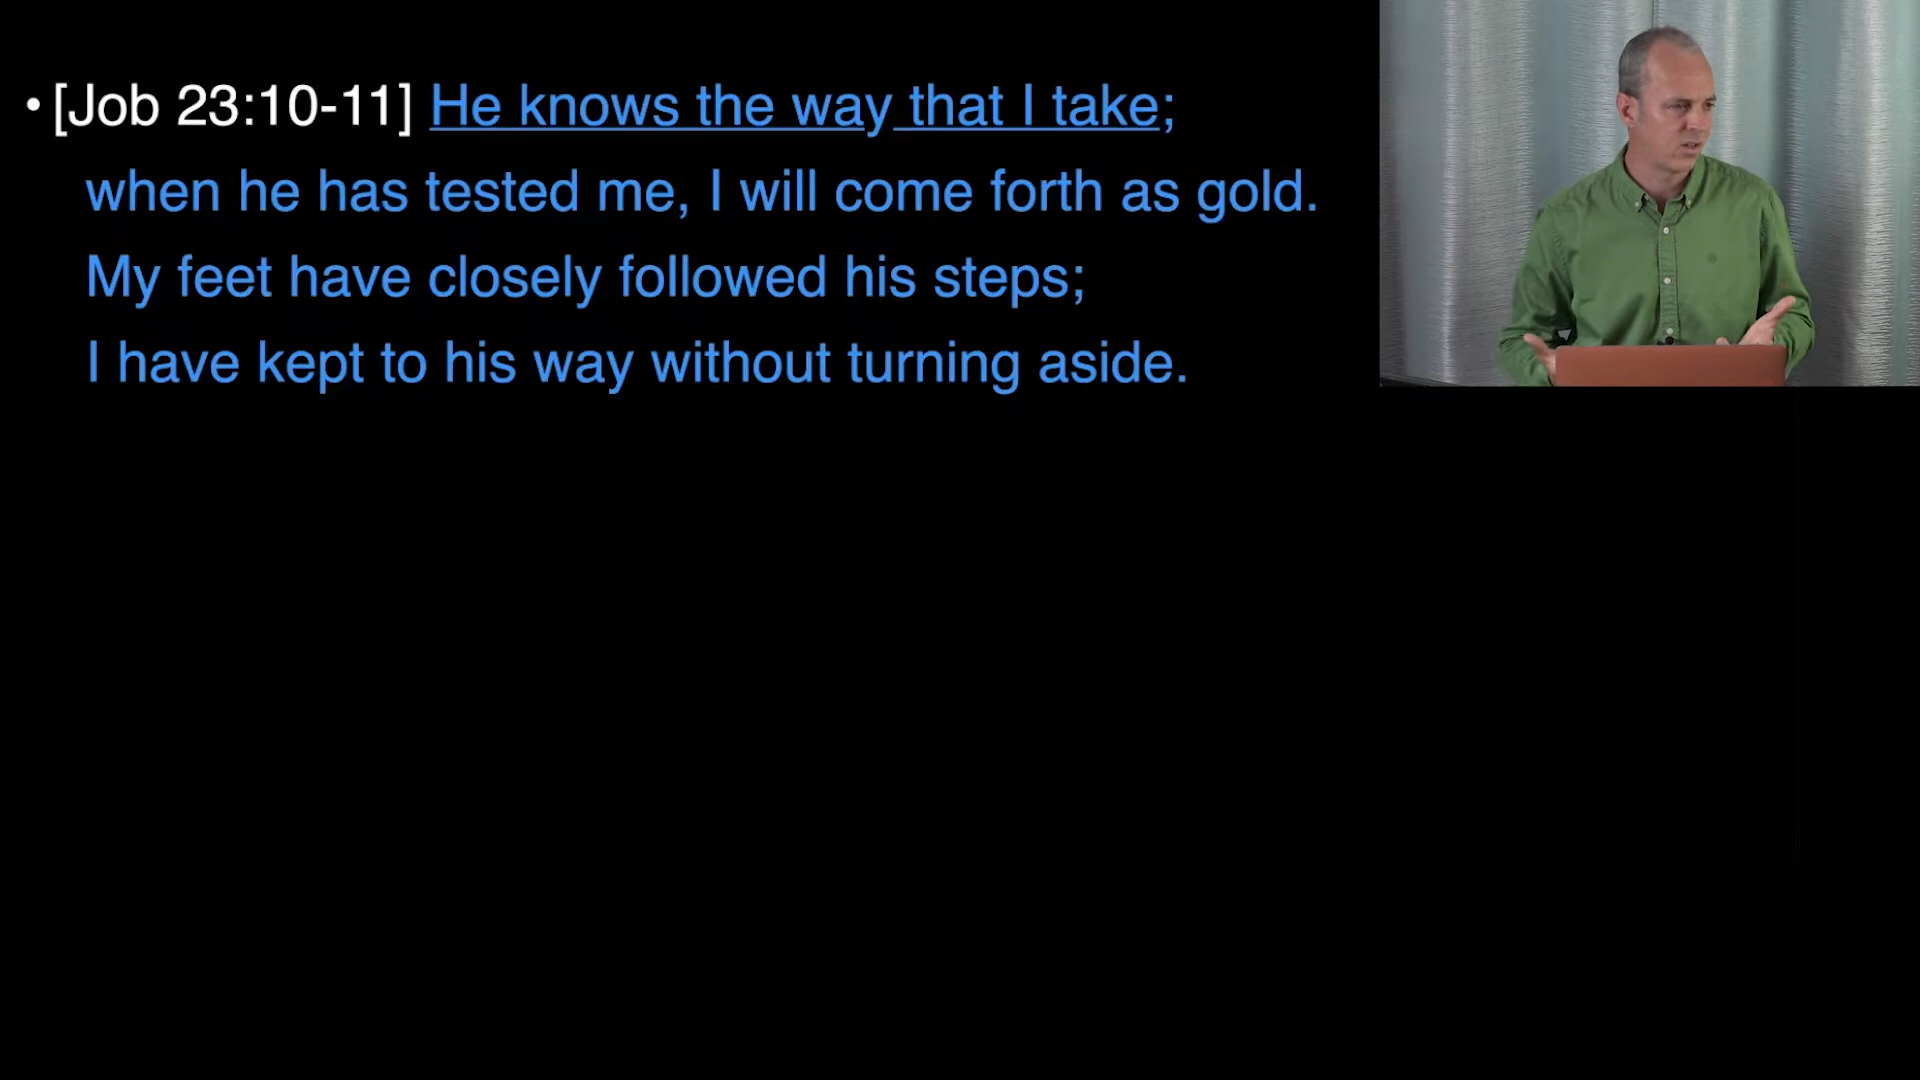 • [Job 23:10-11] He knows the way that I take;
when he has tested me, I will come forth as gold.
My feet have closely followed his steps;
I have kept to his way without turning aside.